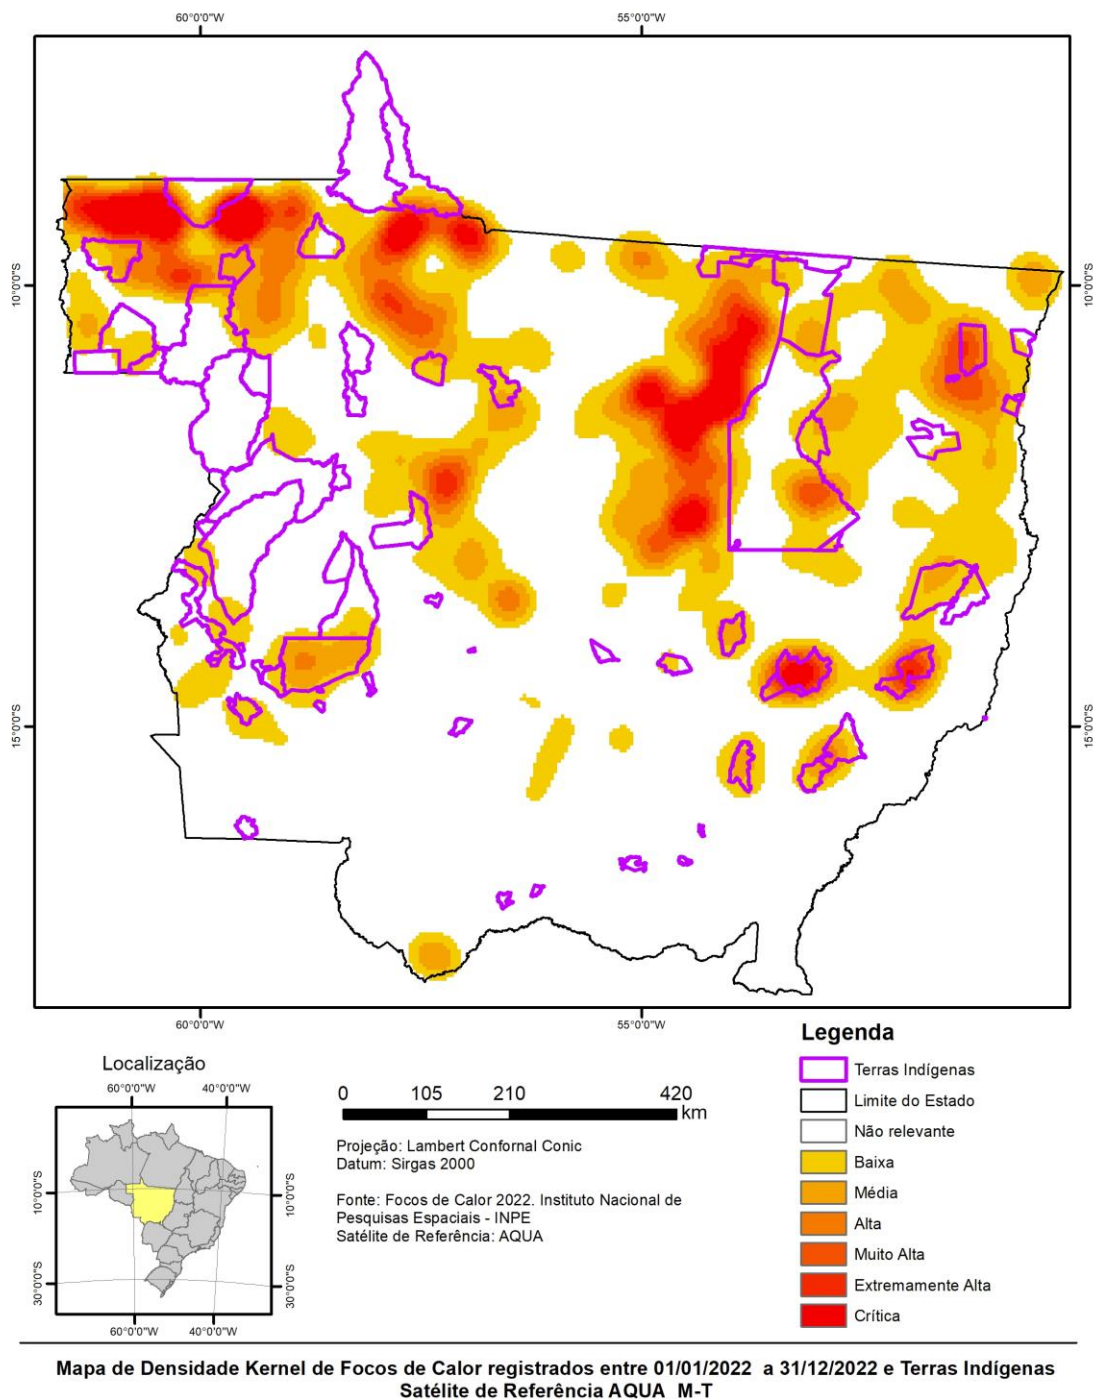 60°0'0"W
55°0'0"W
10°0'0"S
10°0'0"S
15°0'0"S
15°0'0"S
60°0'0"W
55°0'0"W
Legenda
Terras Indígenas
Limite do Estado
Não relevante
Baixa
Média
Alta
Muito Alta
Extremamente Alta
Crítica
Localização
60°0'0"W
40°0'0"W
10°0'0"S
10°0'0"S
30°0'0"S
30°0'0"S
60°0'0"W
40°0'0"W
0 105 210 420
km
Projeção: Lambert Confornal Conic
Datum: Sirgas 2000
Fonte: Focos de Calor 2022. Instituto Nacional de
Pesquisas Espaciais - INPE
Satélite de Referência: AQUA
Mapa de Densidade Kernel de Focos de Calor registrados entre 01/01/2022 a 31/12/2022 e Terras Indígenas
Satélite de Referência AQUA M-T